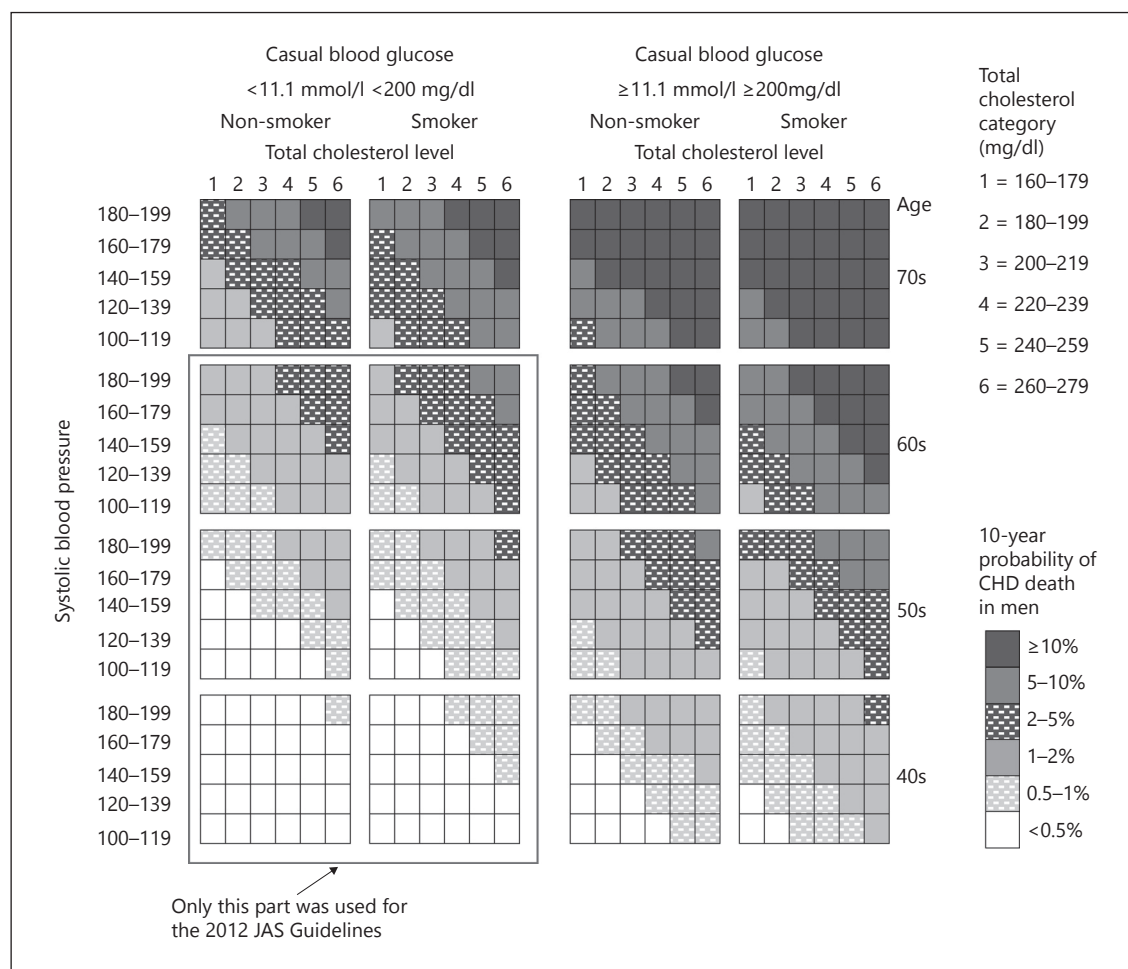 Casual blood glucose
<11.1 mmol/l <200 mg/dl
Non-smoker Smoker
Total cholesterol level
1 2 3 4 5 6 1 2 3 4 5 6
Casual blood glucose
≥11.1 mmol/l ≥200mg/dl
Non-smoker Smoker
Total cholesterol level
1 2 3 4 5 6 1 2 3 4 5 6
Systolic blood pressure
180–199
160–179
140–159
120–139
100–119
180–199
160–179
140–159
120–139
100–119
180–199
160–179
140–159
120–139
100–119
180–199
160–179
140–159
120–139
100–119
Age
70s
60s
50s
40s
Total
cholesterol
category
(mg/dl)
1 = 160–179
2 = 180–199
3 = 200–219
4 = 220–239
5 = 240–259
6 = 260–279
10-year
probability of
CHD death
in men
≥10%
5–10%
2–5%
1–2%
0.5–1%
<0.5%
Only this part was used for
the 2012 JAS Guidelines